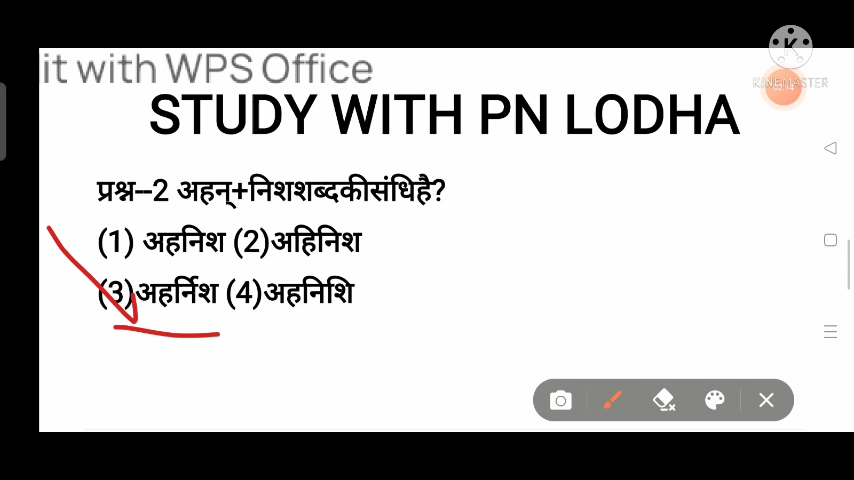 it with WPS Office
KINEMASTER
STUDY WITH PN LODHA
प्रश्न--2 अहन्+निशशब्दकीसंधिहै?
(1) अहनिश (2)अहिनिश
(3)अहर्निश (4)अहनिशि